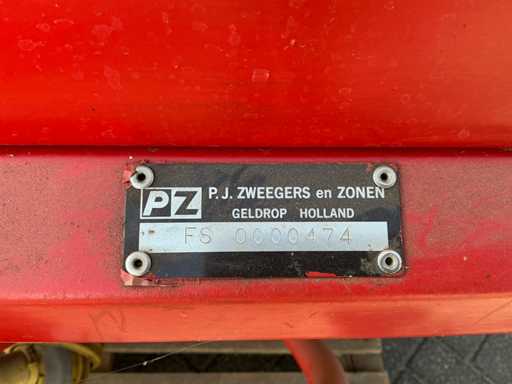 PZ P.J. ZWEEGERS en ZONEN
GELDROP HOLLAND
FS 0000474